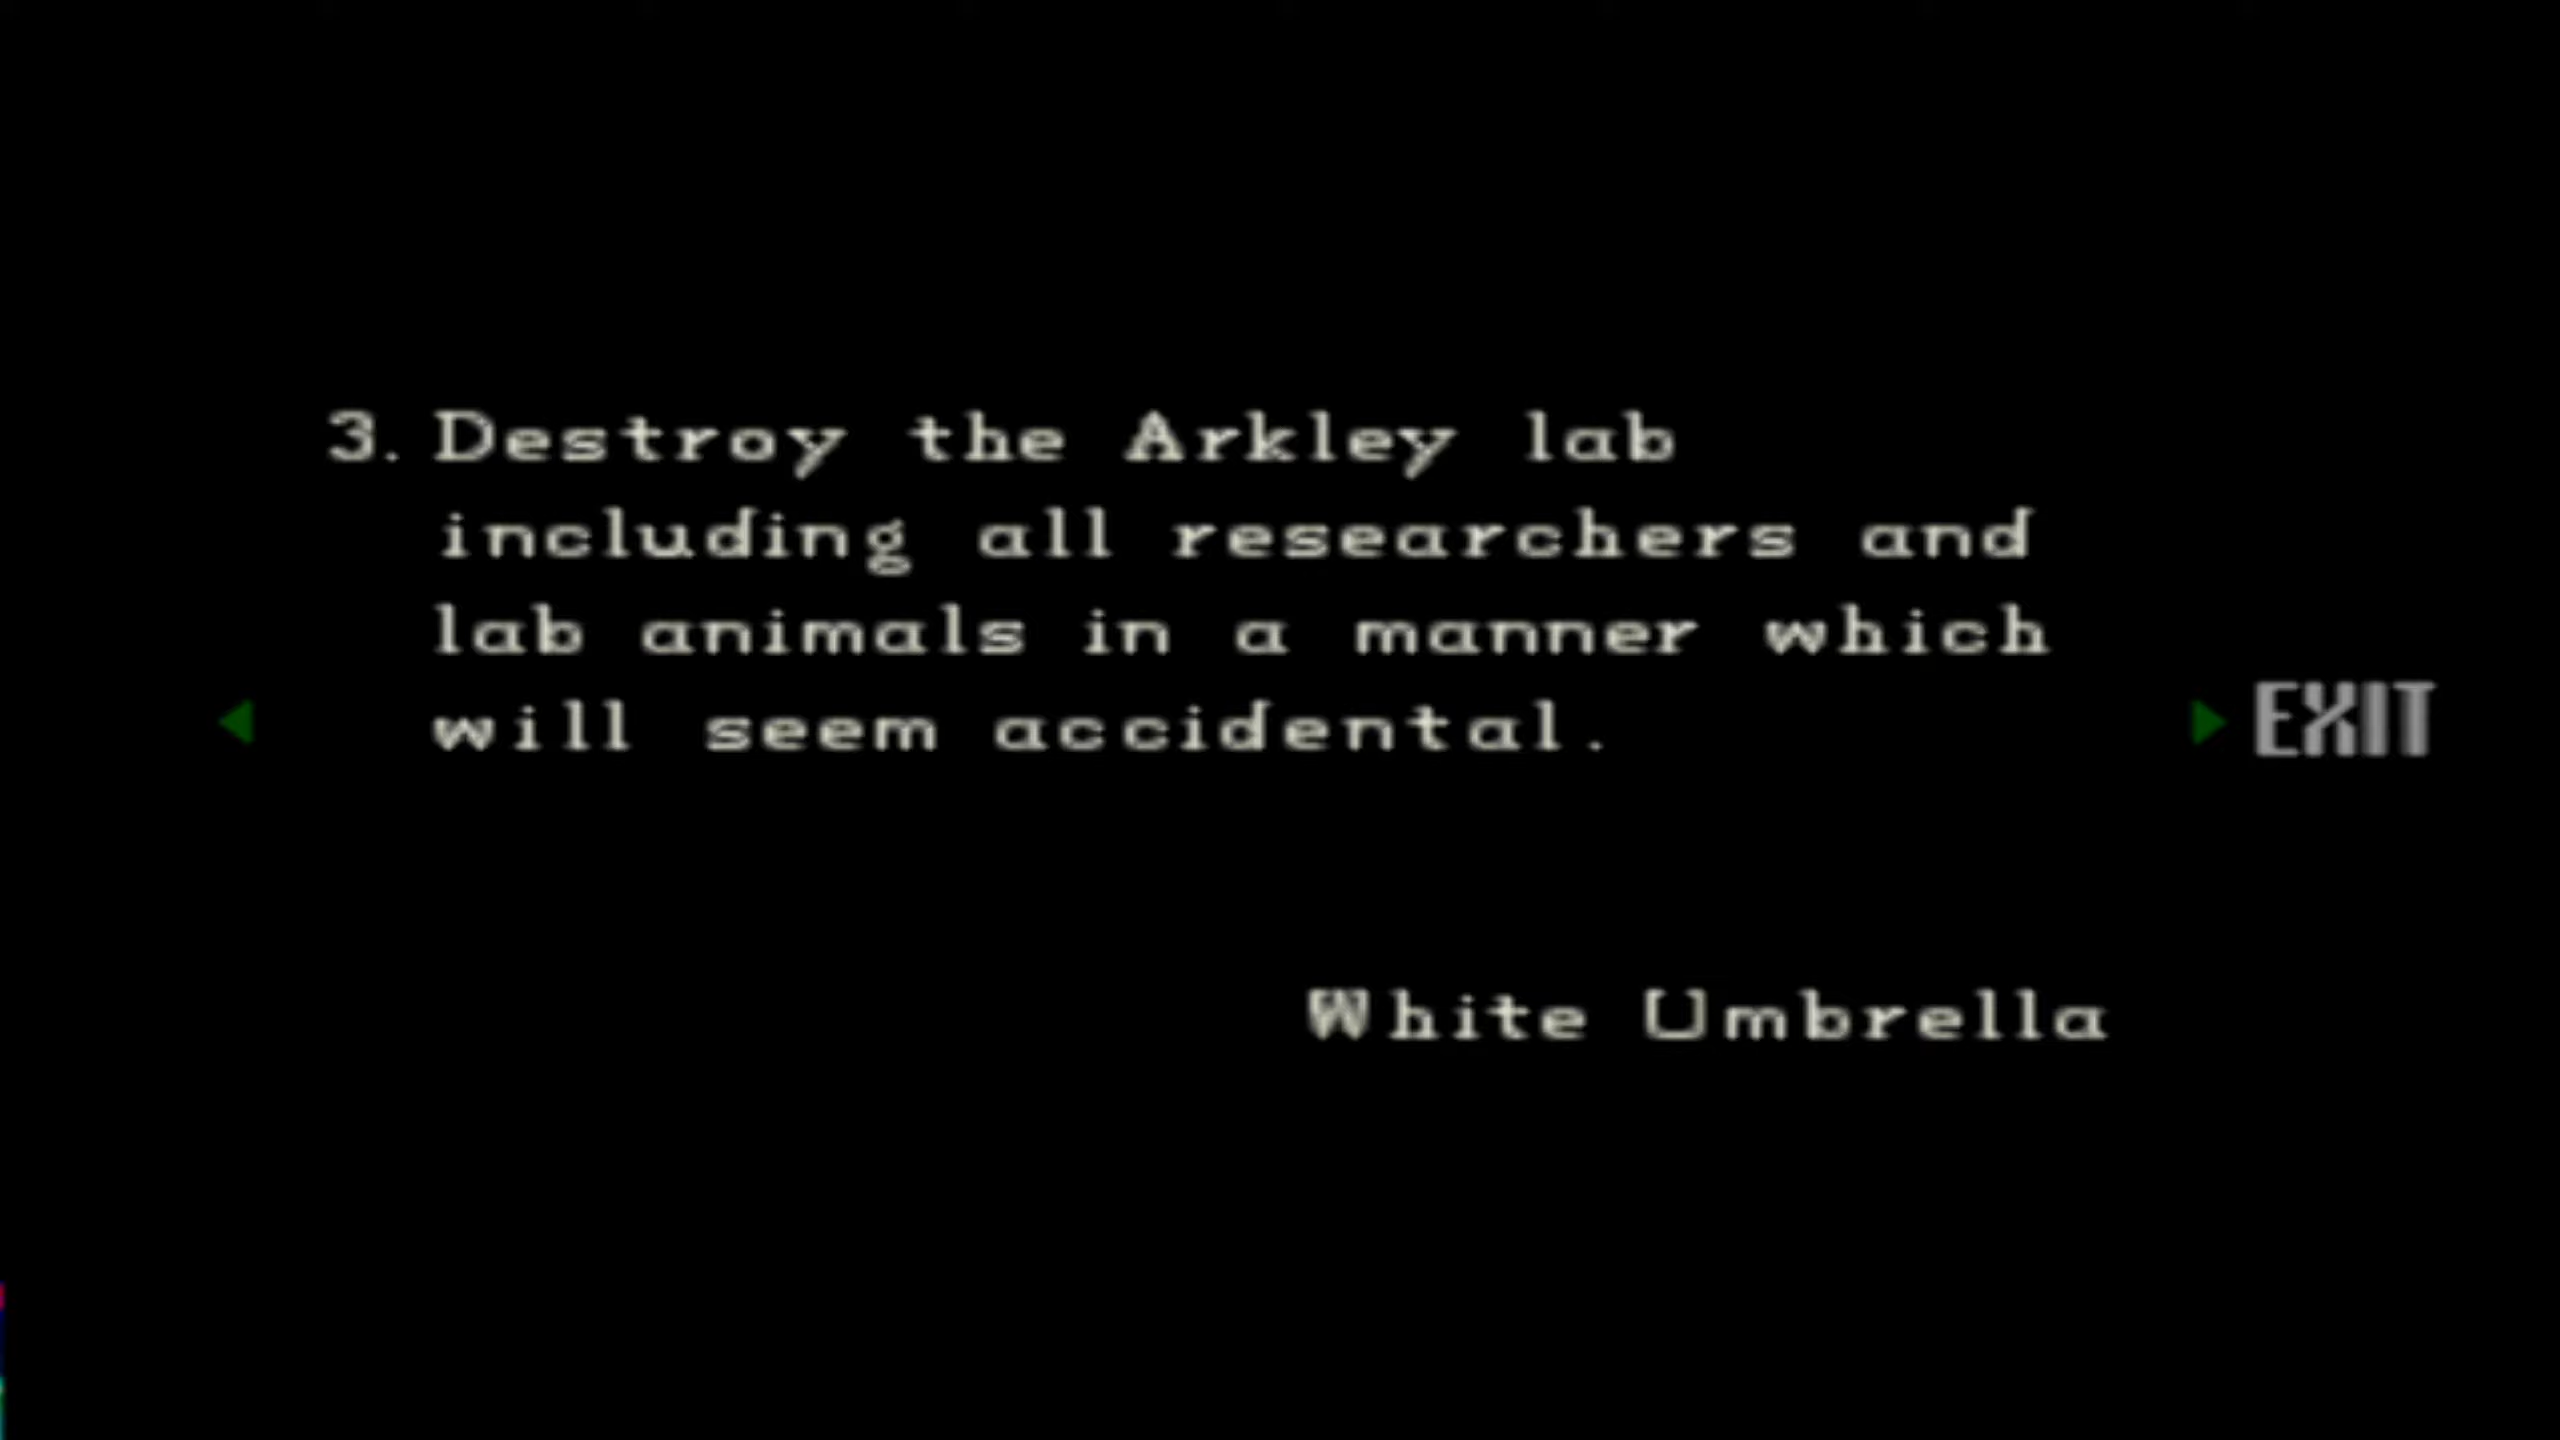 3. Destroy the Arkley lab
including all researchers and
lab animals in a manner which
will seem accidental.
EXIT
White Umbrella